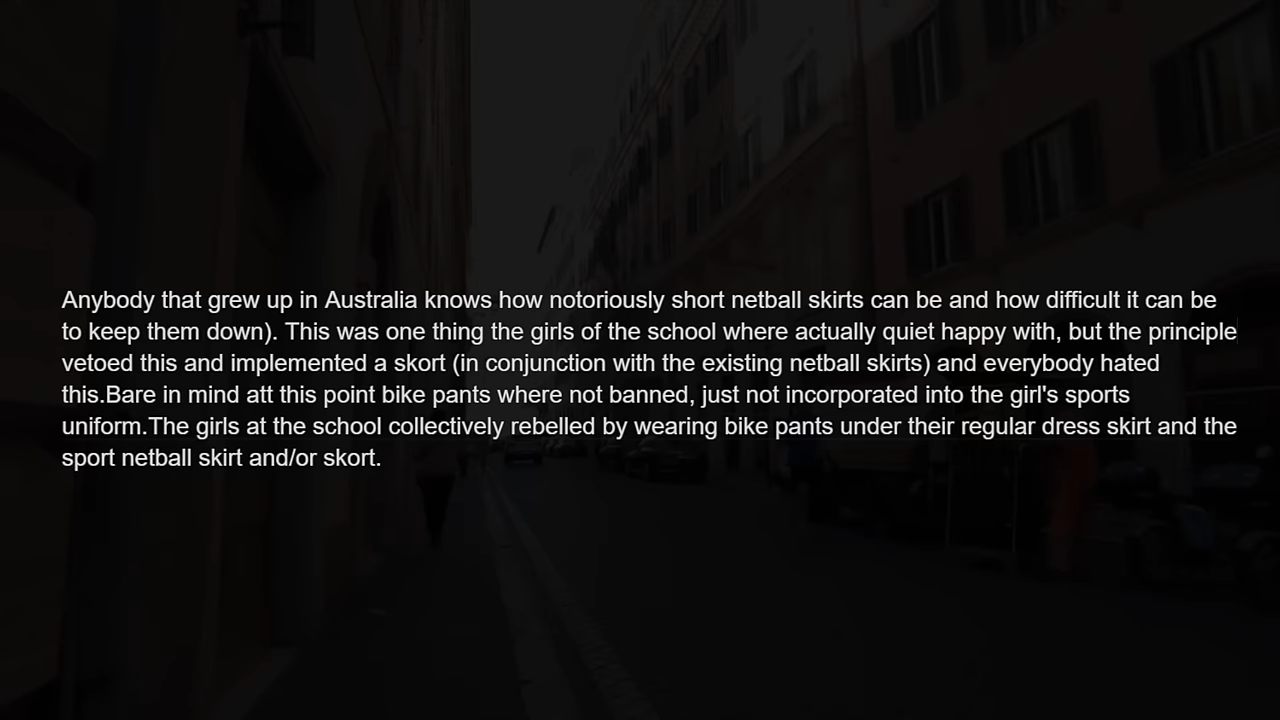 Anybody that grew up in Australia knows how notoriously short netball skirts can be and how difficult it can be
to keep them down). This was one thing the girls of the school where actually quiet happy with, but the principle
vetoed this and implemented a skort (in conjunction with the existing netball skirts) and everybody hated
this.Bare in mind att this point bike pants where not banned, just not incorporated into the girl's sports
uniform.The girls at the school collectively rebelled by wearing bike pants under their regular dress skirt and the
sport netball skirt and/or skort.